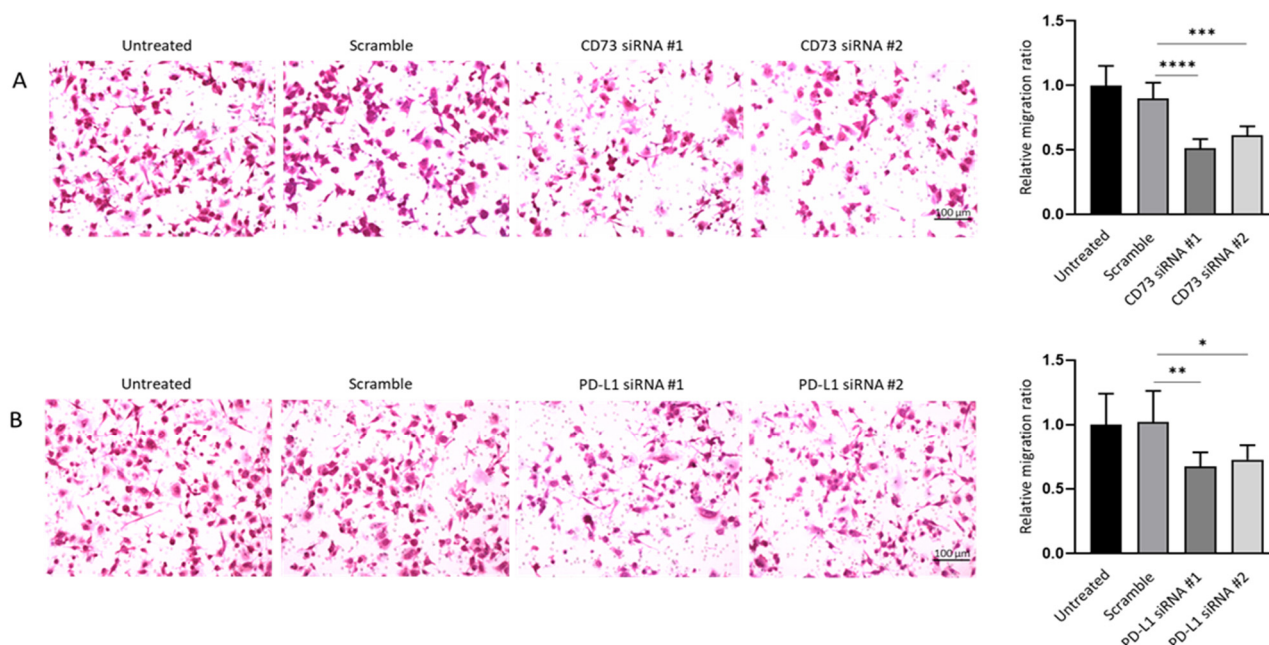 A
Untreated
Scramble
CD73 siRNA #1
CD73 siRNA #2
100 µm
Relative migration ratio
1.5
1.0
0.5
0.0
***
****
Untreated
Scramble
CD73 siRNA #1
CD73 siRNA #2
B
Untreated
Scramble
PD-L1 siRNA #1
PD-L1 siRNA #2
100 µm
Relative migration ratio
1.5
1.0
0.5
0.0
*
**
Untreated
Scramble
PD-L1 siRNA #1
PD-L1 siRNA #2